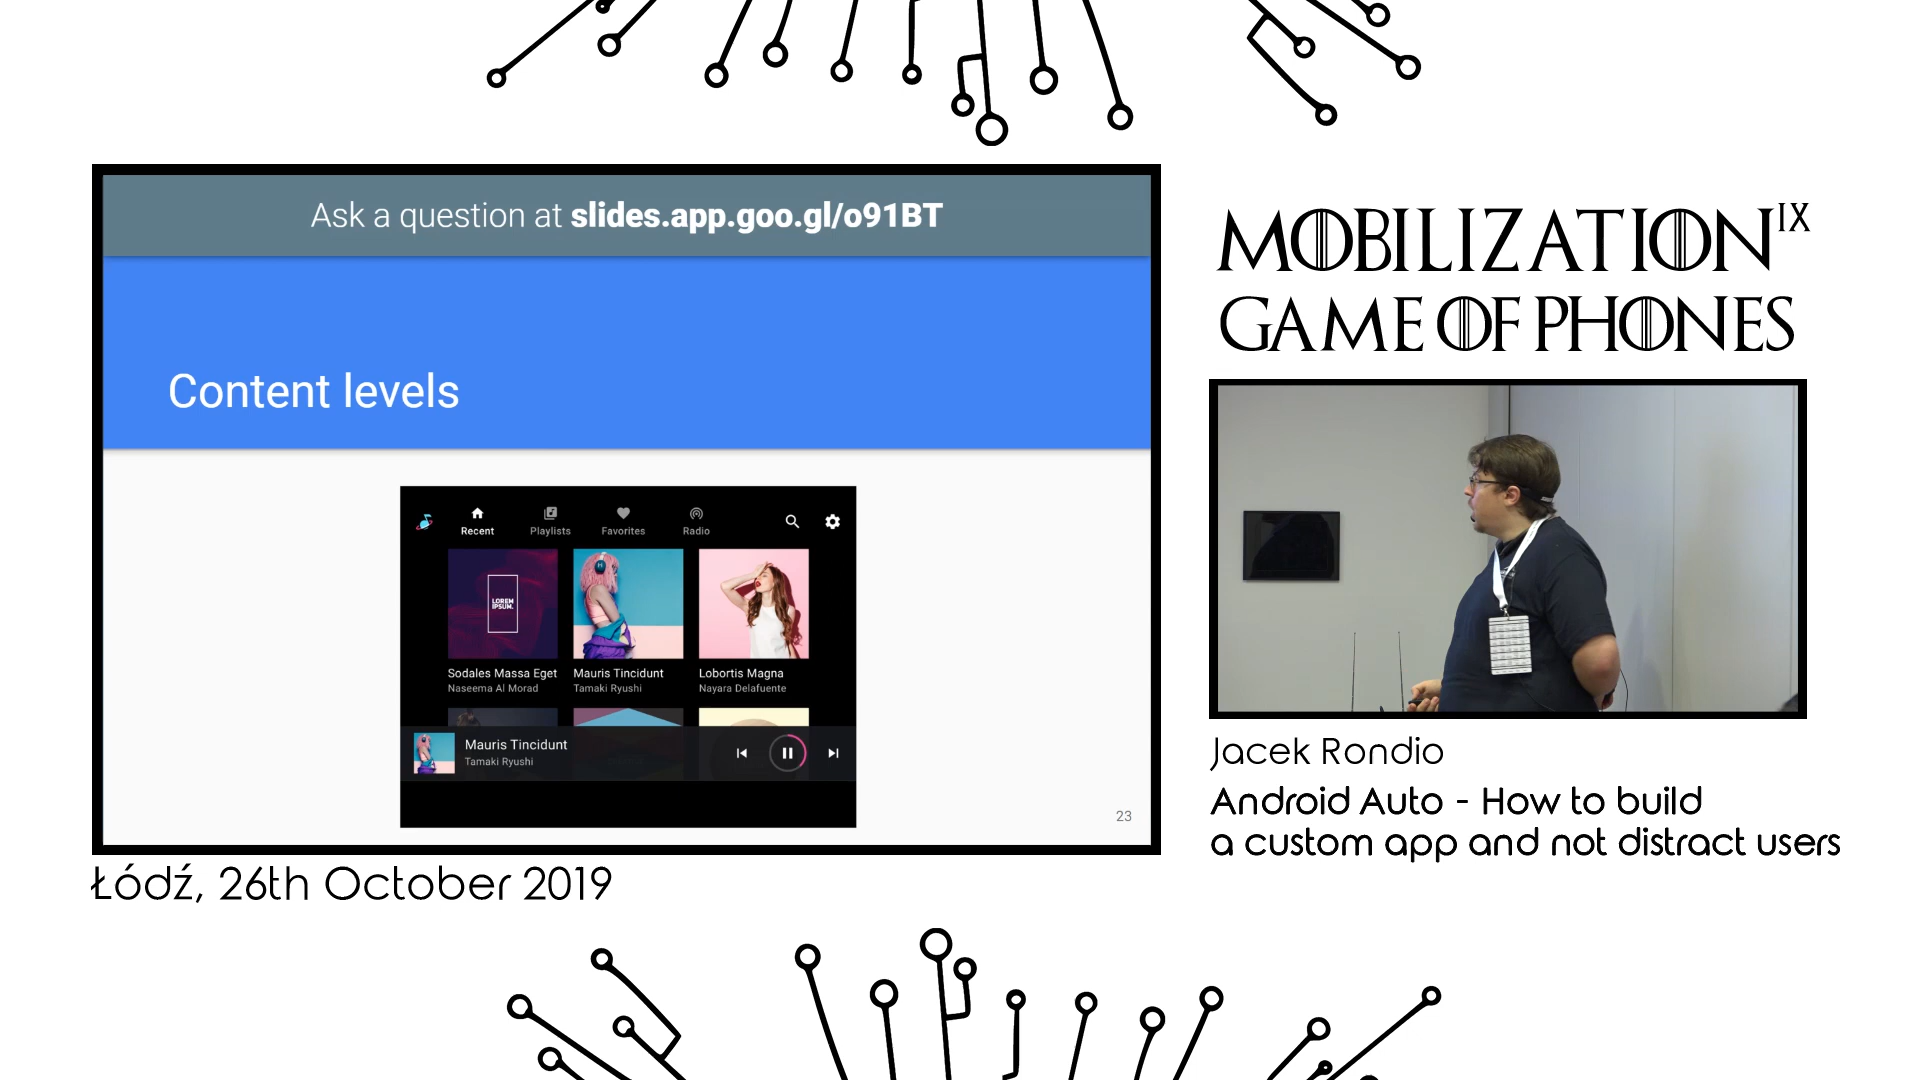 Ask a question at slides.app.goo.gl/o91BT
Content levels
Recent
Playlists
Favorites
Radio
LOREM
IPSUM.
Sodales Massa Eget
Naseema Al Morad
Mauris Tincidunt
Tamaki Ryushi
Lobortis Magna
Nayara Delafuente
Mauris Tincidunt
Tamaki Ryushi
23
Łódź, 26th October 2019
MOBILIZATION IX
GAME OF PHONES
Jacek Rondio
Android Auto - How to build
a custom app and not distract users